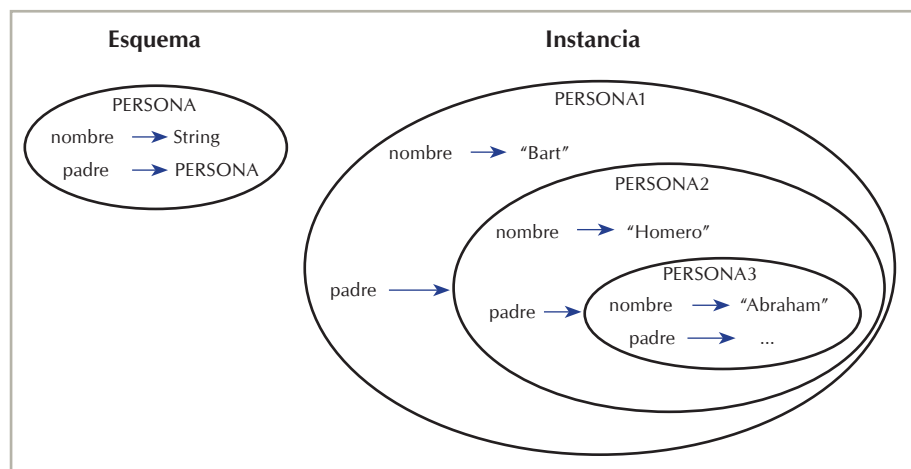 Esquema
PERSONA
nombre String
padre PERSONA
Instancia
PERSONA1
nombre “Bart”
PERSONA2
nombre “Homero”
padre
PERSONA3
padre
nombre “Abraham”
padre ...